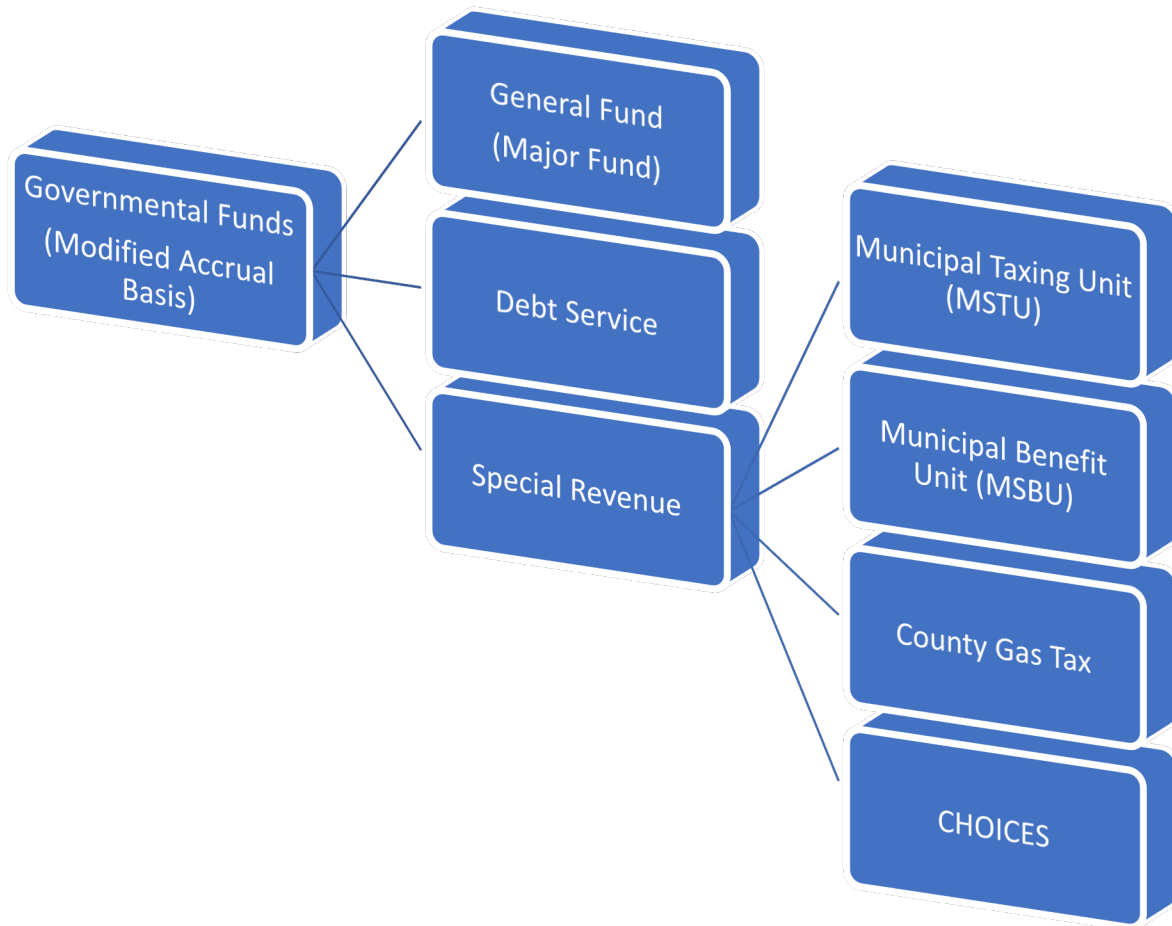 Governmental Funds
(Modified Accrual
Basis)
General Fund
(Major Fund)
Debt Service
Special Revenue
Municipal Taxing Unit
(MSTU)
Municipal Benefit
Unit (MSBU)
County Gas Tax
CHOICES